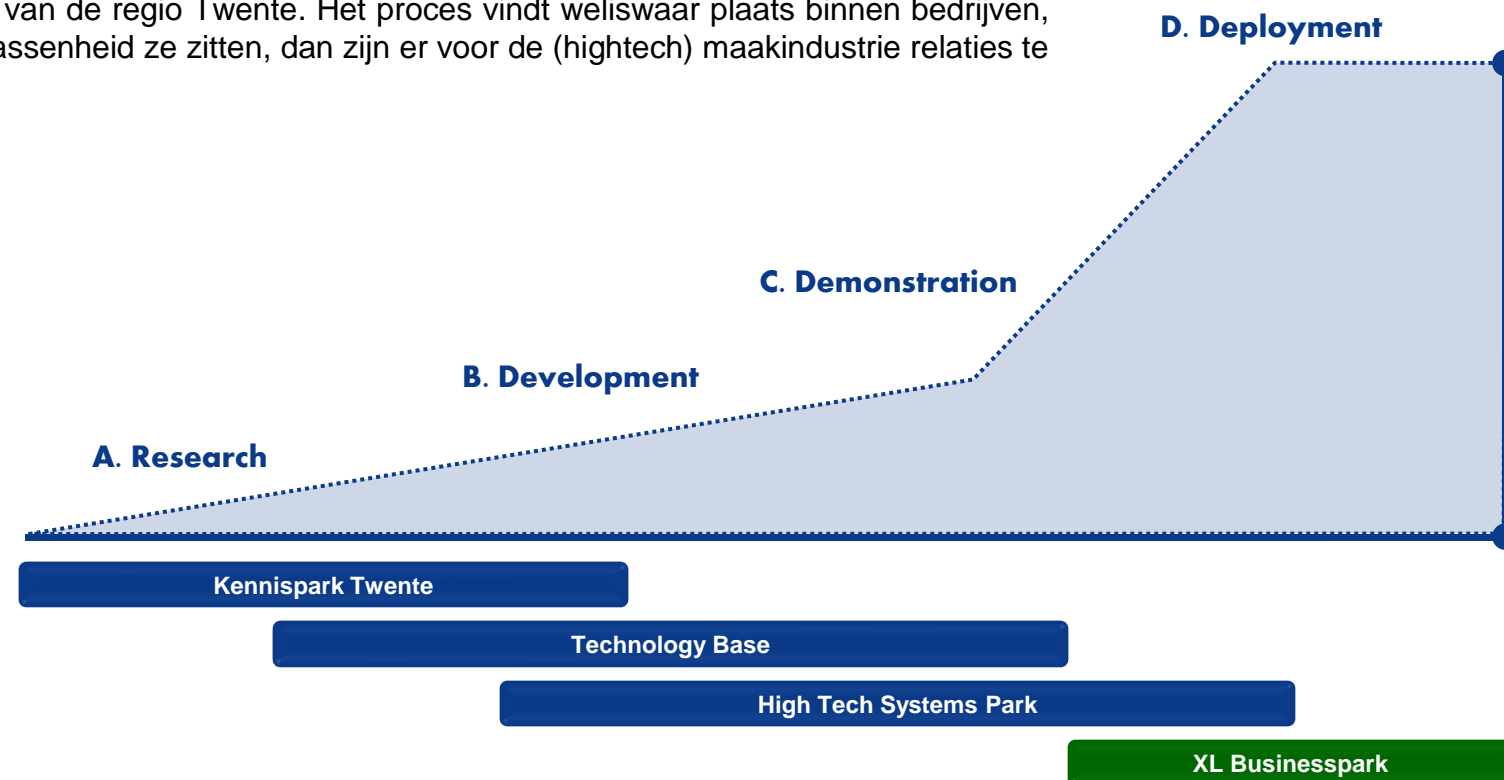 van de regio Twente. Het proces vindt weliswaar plaats binnen bedrijven,
assenheid ze zitten, dan zijn er voor de (hightech) maakindustrie relaties te
D. Deployment
C. Demonstration
B. Development
A. Research
Kennispark Twente
Technology Base
High Tech Systems Park
XL Businesspark